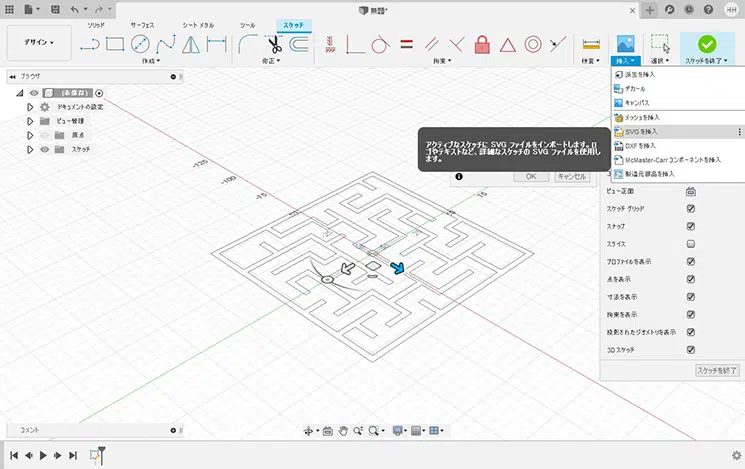 無題*
HH
デザイン
ソリッド
サーフェス
シート メタル
メッシュ
ツール
スケッチ
作成
修正
拘束
検査
挿入
選択
スケッチを終了
ブラウザ
(未保存)
ドキュメントの設定
ビュー管理
原点
スケッチ
派生を挿入
デカール
キャンバス
メッシュを挿入
SVG を挿入
DXF を挿入
McMaster-Carr コンポーネントを挿入
製造元部品を挿入
アクティブなスケッチに SVG ファイルをインポートします。ロ
ゴやテキストなど、詳細なスケッチの SVG ファイルを使用し
ます。
OK
キャンセル
ビュー正面
スケッチ グリッド
スナップ
スライス
プロファイルを表示
点を表示
寸法を表示
拘束を表示
投影されたジオメトリを表示
3D スケッチ
スケッチを終了
-125
-100
-75
75
コメント